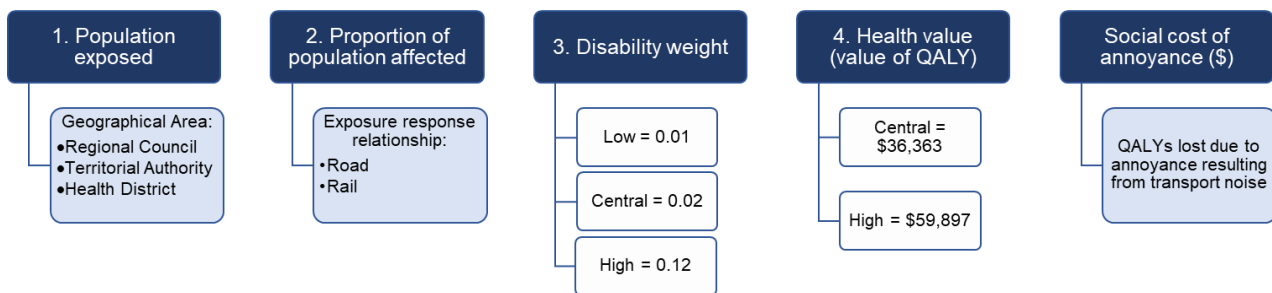 1. Population
exposed
Geographical Area:
●Regional Council
●Territorial Authority
●Health District
2. Proportion of
population affected
Exposure response
relationship:
•Road
•Rail
3. Disability weight
Low = 0.01
Central = 0.02
High = 0.12
4. Health value
(value of QALY)
Central =
$36,363
High = $59,897
Social cost of
annoyance ($)
QALYs lost due to
annoyance resulting
from transport noise